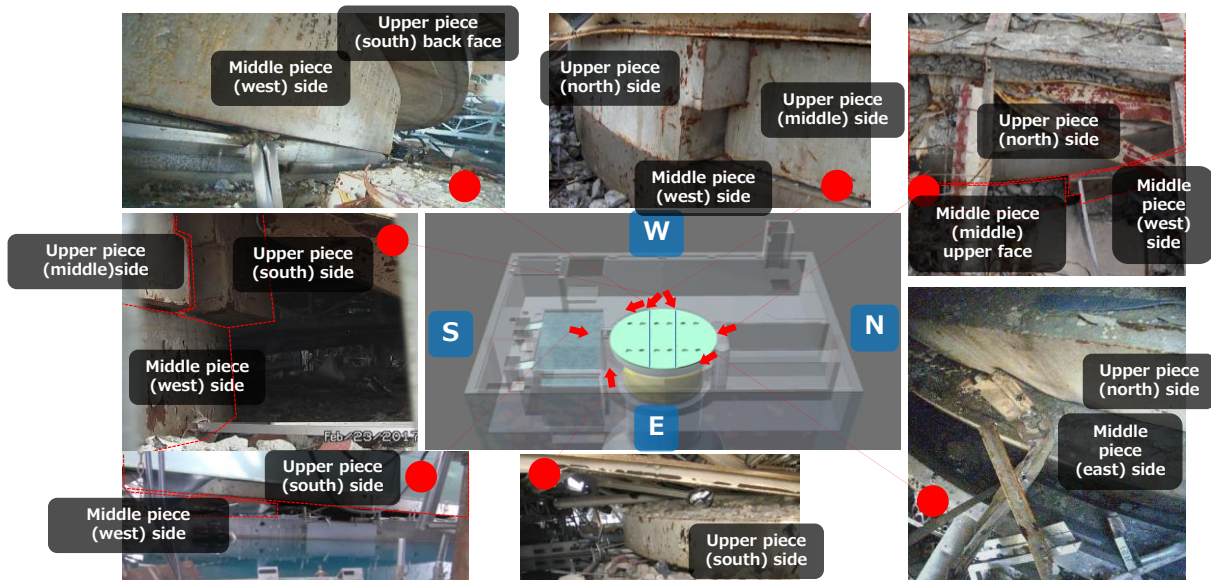 Upper piece
(south) back face
Middle piece
(west) side
Upper piece
(north) side
Upper piece
(middle) side
Middle piece
(west) side
Upper piece
(north) side
Middle piece
(middle)
upper face
Middle
piece
(west)
side
Upper piece
(middle)side
Upper piece
(south) side
Middle piece
(west) side
Feb/23/2017
W
S
N
E
Upper piece
(north) side
Middle
piece
(east) side
Upper piece
(south) side
Middle piece
(west) side
Upper piece
(south) side